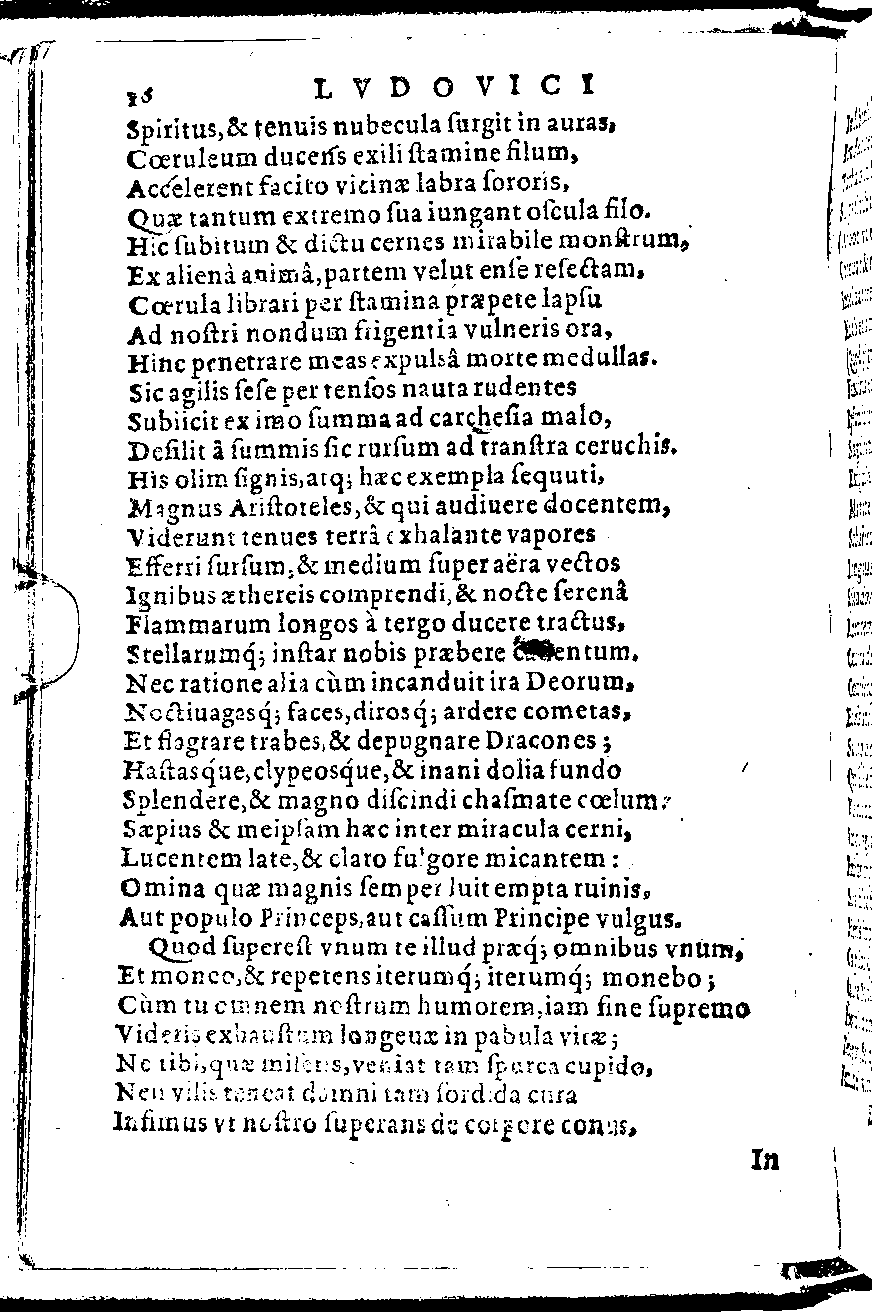 16 LVDOVICI
Spiritus,& tenuis nubecula ſurgit in auras,
Cœruleum ducens exili ſtamine filum,
Accelerent facito vicinæ labra ſororis,
Quæ tantum extremo ſua iungant oſcula filo.
Hic ſubitum & dictu cernes mirabile monſtrum,
Ex alienâ animâ,partem velut enſe reſectam,
Cœrula librari per ſtamina præpete lapſu
Ad noſtri nondum frigentia vulneris ora,
Hinc penetrare meas expulsâ morte medullas.
Sic agilis ſeſe per tenſos nauta rudentes
Subiicit ex imo ſumma ad carcheſia malo,
Deſilit â ſummis ſic rurſum ad tranſtra ceruchis.
His olim ſignis,atq; hæc exempla ſequuti,
Magnus Ariſtoteles,& qui audiuere docentem,
Viderunt tenues terrâ exhalante vapores
Efferri ſurſum,& medium ſuper aëra vectos
Ignibus æthereis comprendi,& nocte ſerenâ
Flammarum longos à tergo ducere tractus,
Stellarumq́; inſtar nobis præbere cadentum.
Nec ratione alia cùm incanduit ira Deorum,
Noctiuagasq́; faces,dirosq́; ardere cometas,
Et flagrare trabes,& depugnare Dracones;
Haſtasq́ue,clypeosq́ue,& inani dolia fundo
Splendere,& magno diſcindi chaſmate cœlum:
Sæpius & meipſam hæc inter miracula cerni,
Lucentem late,& claro fulgore micantem:
Omina quæ magnis ſemper luit empta ruinis,
Aut populo Princeps,aut caſſum Principe vulgus.
Quod ſupereſt vnum te illud præq́; omnibus vnum,
Et moneo,& repetens iterumq́; iterumq́; monebo;
Cùm tu omnem noſtrum humorem,iam fine ſupremo
Videris exhauſtum longeuæ in pabula vitæ;
Ne tibi,quæ miſeris,veniat tam ſpurca cupido,
Neu vilis teneat domni tam ſordida cura
Infimus vt noſtro ſuperans de corpore conus,
In